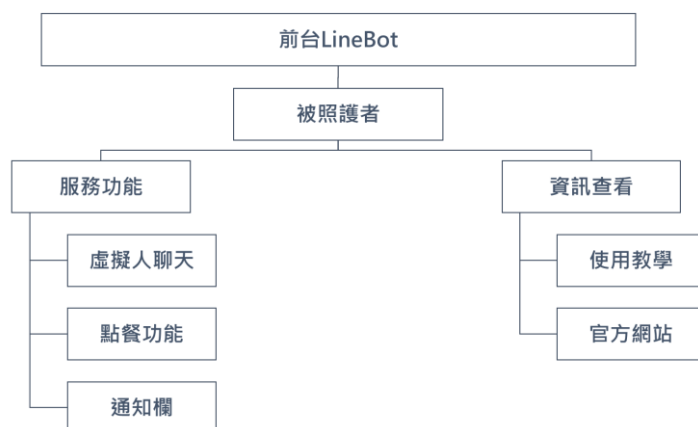 前台LineBot
被照護者
服務功能
資訊查看
虛擬人聊天
使用教學
點餐功能
官方網站
通知欄